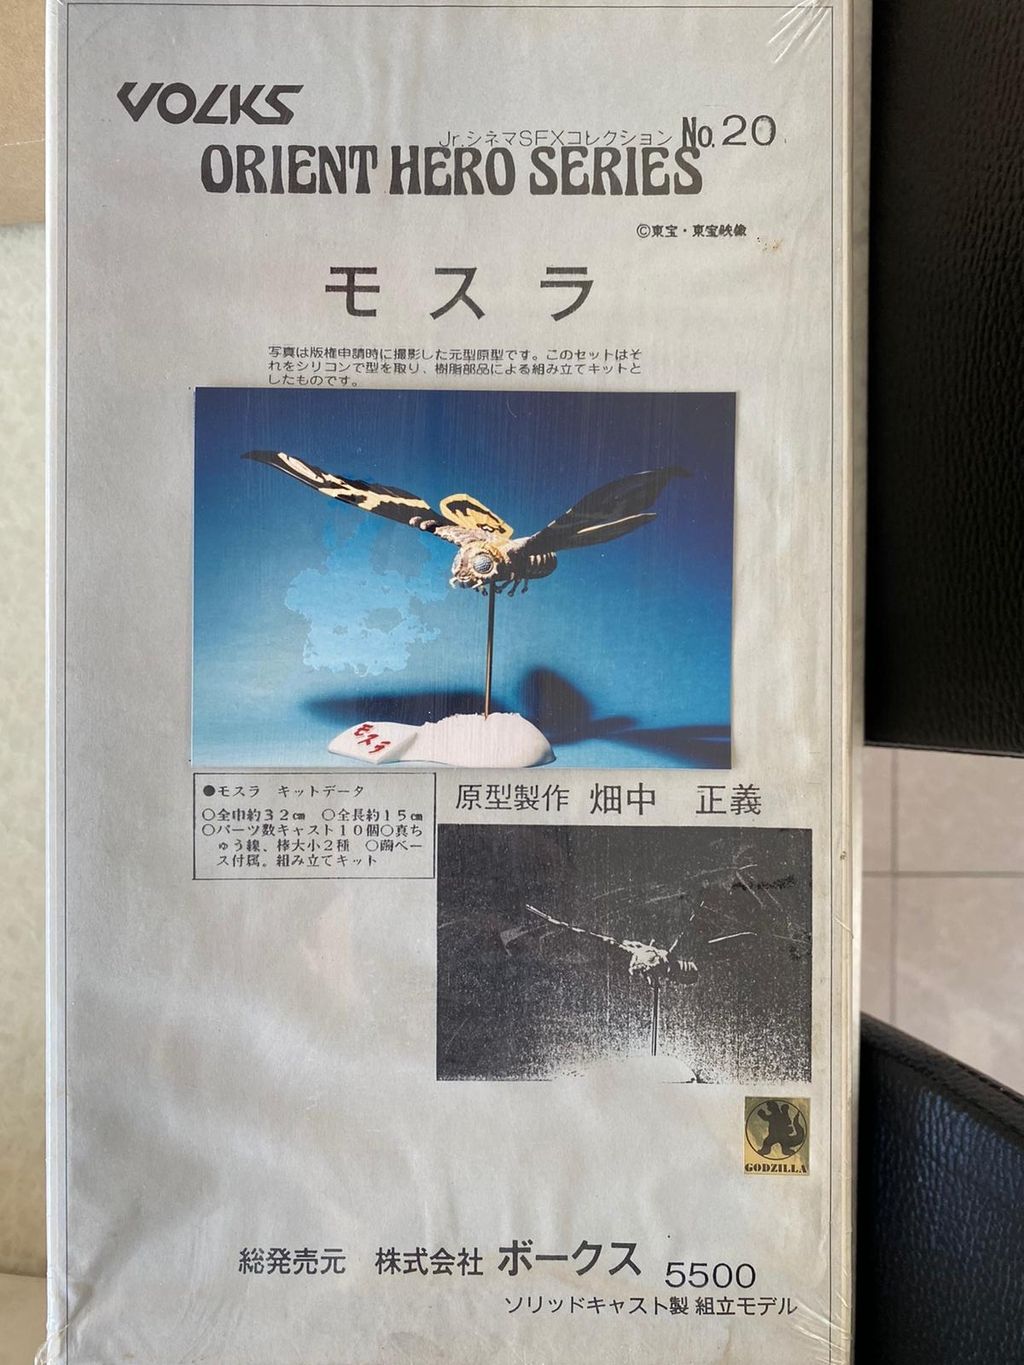 VOLKS
Jr.シネマSFXコレクション No.20
ORIENT HERO SERIES
©東宝・東宝映像
モスラ
写真は版権申請時に撮影した元型原型です。このセットはそ
れをシリコンで型を取り、樹脂部品による組み立てキットと
したものです。
モスラ
●モスラ キットデータ
○全巾約32cm ○全長約15cm
○パーツ数キャスト10個○真ち
ゅう線、棒大小2種 ○繭ベー
ス付属。組み立てキット
原型製作 畑中 正義
GODZILLA
総発売元 株式会社 ボークス 5500
ソリッドキャスト製 組立モデル